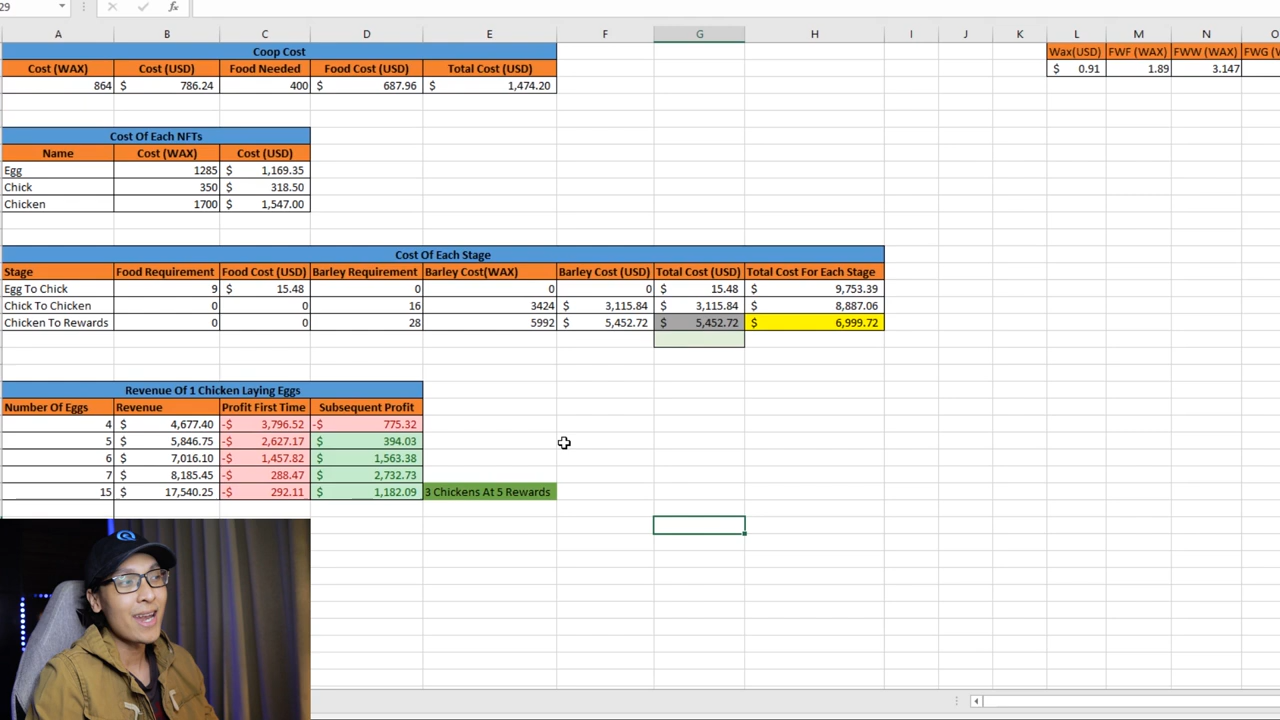 29
fx
A B C D E F G H I J K L M N O
Coop Cost
Wax(USD) FWF (WAX) FWW (WAX) FWG
Cost (WAX) Cost (USD) Food Needed Food Cost (USD) Total Cost (USD)
$ 0.91 1.89 3.147
864 $ 786.24 400 $ 687.96 $ 1,474.20
Cost Of Each NFTs
Name Cost (WAX) Cost (USD)
Egg 1285 $ 1,169.35
Chick 350 $ 318.50
Chicken 1700 $ 1,547.00
Cost Of Each Stage
Stage Food Requirement Food Cost (USD) Barley Requirement Barley Cost(WAX) Barley Cost (USD) Total Cost (USD) Total Cost For Each Stage
Egg To Chick 9 $ 15.48 0 0 0 $ 15.48 $ 9,753.39
Chick To Chicken 0 0 16 3424 $ 3,115.84 $ 3,115.84 $ 8,887.06
Chicken To Rewards 0 0 28 5992 $ 5,452.72 $ 5,452.72 $ 6,999.72
Revenue Of 1 Chicken Laying Eggs
Number Of Eggs Revenue Profit First Time Subsequent Profit
4 $ 4,677.40 -$ 3,796.52 -$ 775.32
5 $ 5,846.75 -$ 2,627.17 $ 394.03
6 $ 7,016.10 -$ 1,457.82 $ 1,563.38
7 $ 8,185.45 -$ 288.47 $ 2,732.73
15 $ 17,540.25 -$ 292.11 $ 1,182.09 3 Chickens At 5 Rewards